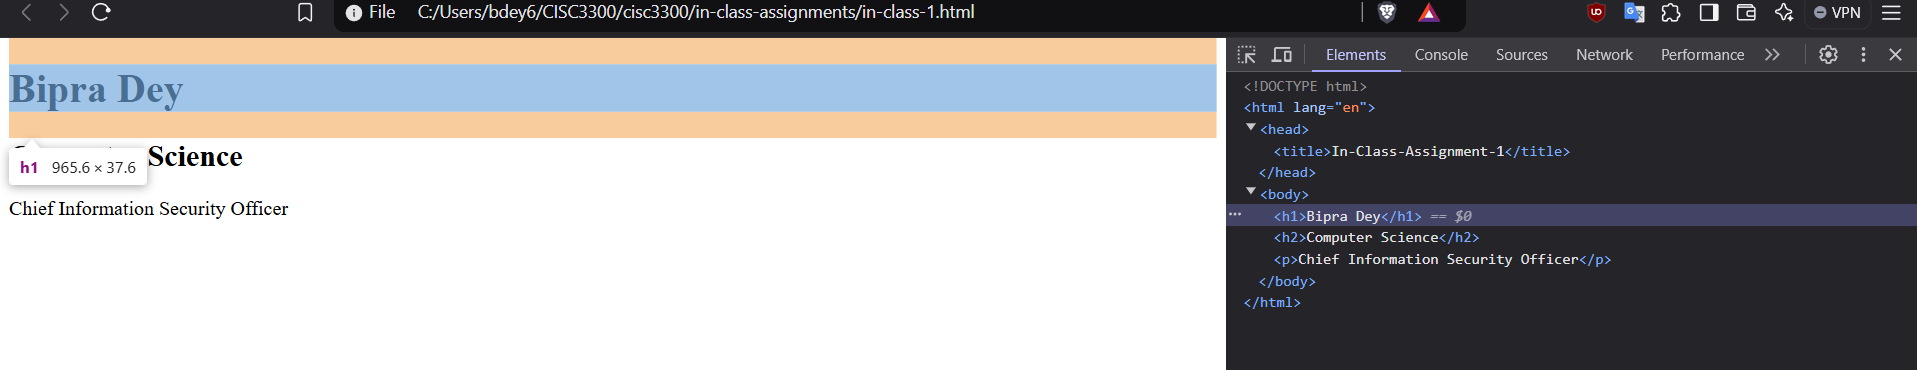 File C:/Users/bdey6/CISC3300/cisc3300/in-class-assignments/in-class-1.html
VPN
Bipra Dey
Science
h1 965.6 × 37.6
Chief Information Security Officer
Elements Console Sources Network Performance
<!DOCTYPE html>
<html lang="en">
<head>
<title>In-Class-Assignment-1</title>
</head>
<body>
<h1>Bipra Dey</h1> == $0
<h2>Computer Science</h2>
<p>Chief Information Security Officer</p>
</body>
</html>